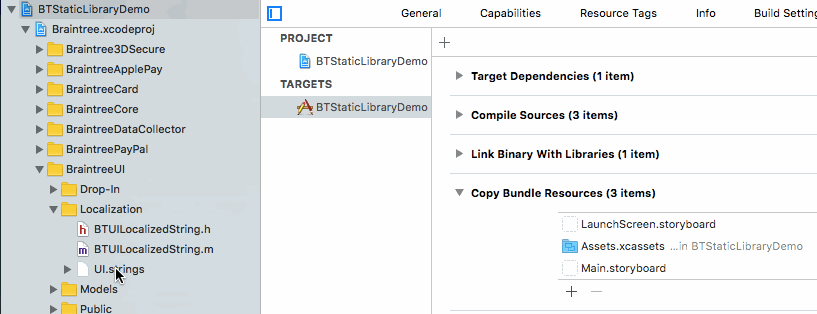 BTStaticLibraryDemo
Braintree.xcodeproj
Braintree3DSecure
BraintreeApplePay
BraintreeCard
BraintreeCore
BraintreeDataCollector
BraintreePayPal
BraintreeUI
Drop-In
Localization
BTUILocalizedString.h
BTUILocalizedString.m
UI.strings
Models
Public
General Capabilities Resource Tags Info Build Setting
PROJECT
BTStaticLibraryDemo
TARGETS
BTStaticLibraryDemo
+
Target Dependencies (1 item)
Compile Sources (3 items)
Link Binary With Libraries (1 item)
Copy Bundle Resources (3 items)
LaunchScreen.storyboard
Assets.xcassets ...in BTStaticLibraryDemo
Main.storyboard
+ −